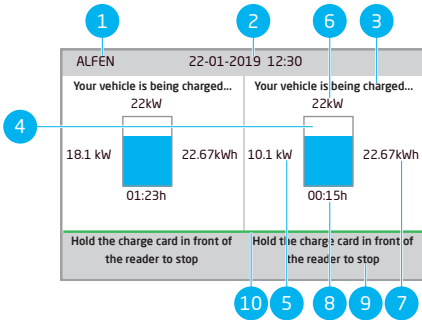 1 2 6 3
ALFEN 22-01-2019 12:30
Your vehicle is being charged... Your vehicle is being charged...
22kW 22kW
4
18.1 kW 22.67kWh 10.1 kW 22.67kWh
01:23h 00:15h
Hold the charge card in front of Hold the charge card in front of
the reader to stop the reader to stop
10 5 8 9 7